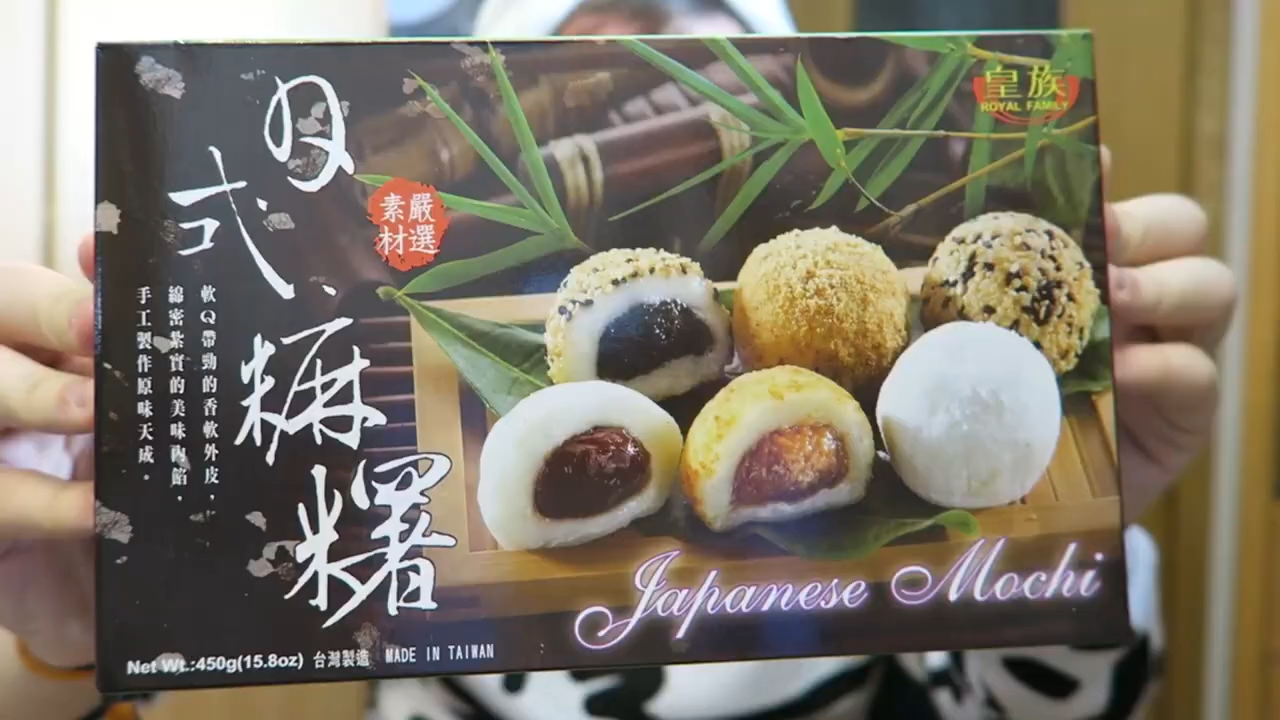 皇族
ROYAL FAMILY
日式麻糬
嚴選
素材
軟Q帶勁的香軟外皮，
綿密紮實的美味內餡，
手工製作原味天成。
Japanese Mochi
Net Wt.:450g(15.8oz) 台灣製造 MADE IN TAIWAN